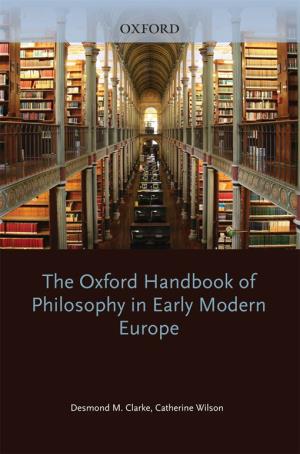 OXFORD
The Oxford Handbook of
Philosophy in Early Modern
Europe
Desmond M. Clarke, Catherine Wilson